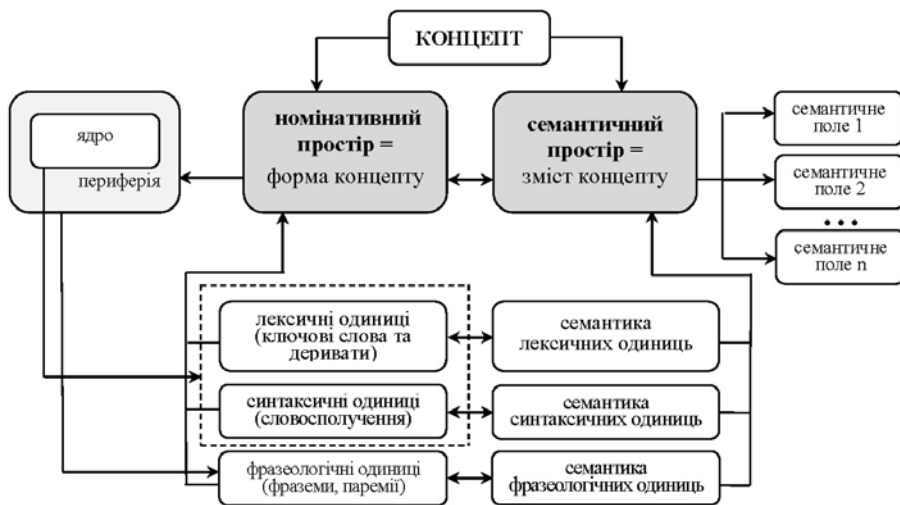 КОНЦЕПТ
ядро
периферія
номінативний
простір =
форма концепту
семантичний
простір =
зміст концепту
семантичне
поле 1
семантичне
поле 2
...
семантичне
поле n
лексичні одиниці
(ключові слова та
деривати)
семантика
лексичних одиниць
синтаксичні одиниці
(словосполучення)
семантика
синтаксичних одиниць
фразеологічні одиниці
(фраземи, паремії)
семантика
фразеологічних одиниць